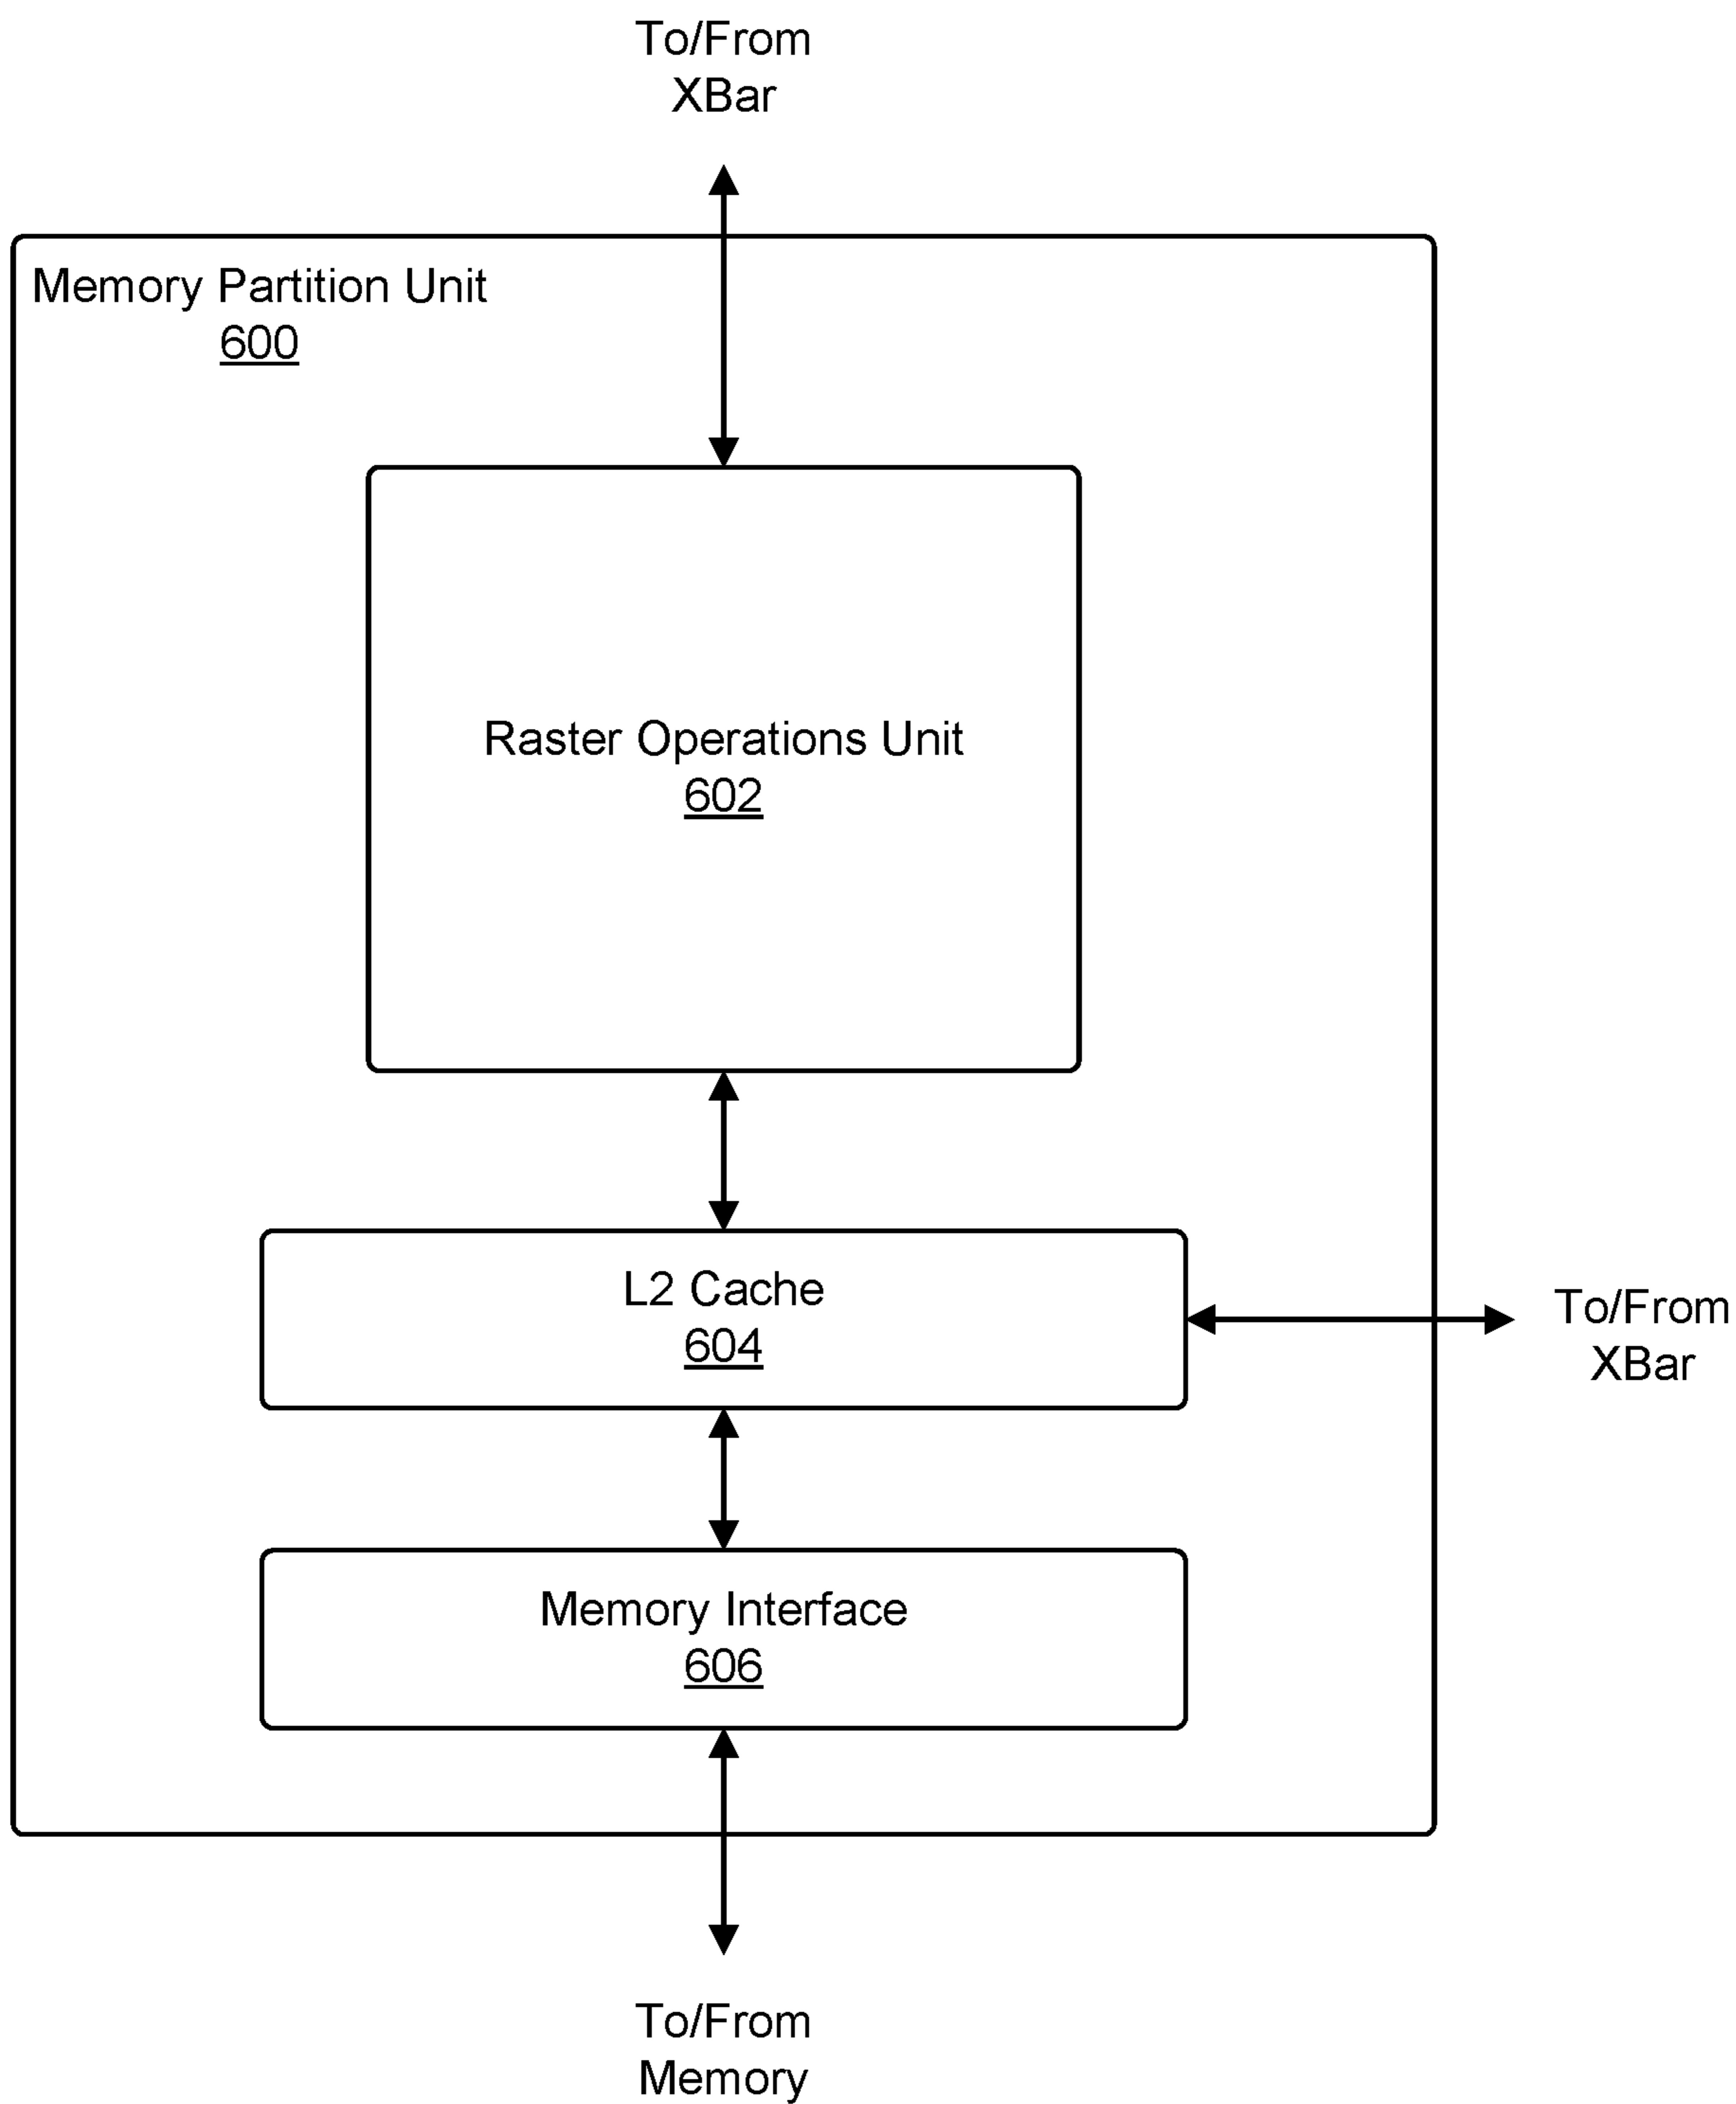 To/From
XBar
Memory Partition Unit
600
Raster Operations Unit
602
L2 Cache
604
To/From
XBar
Memory Interface
606
To/From
Memory